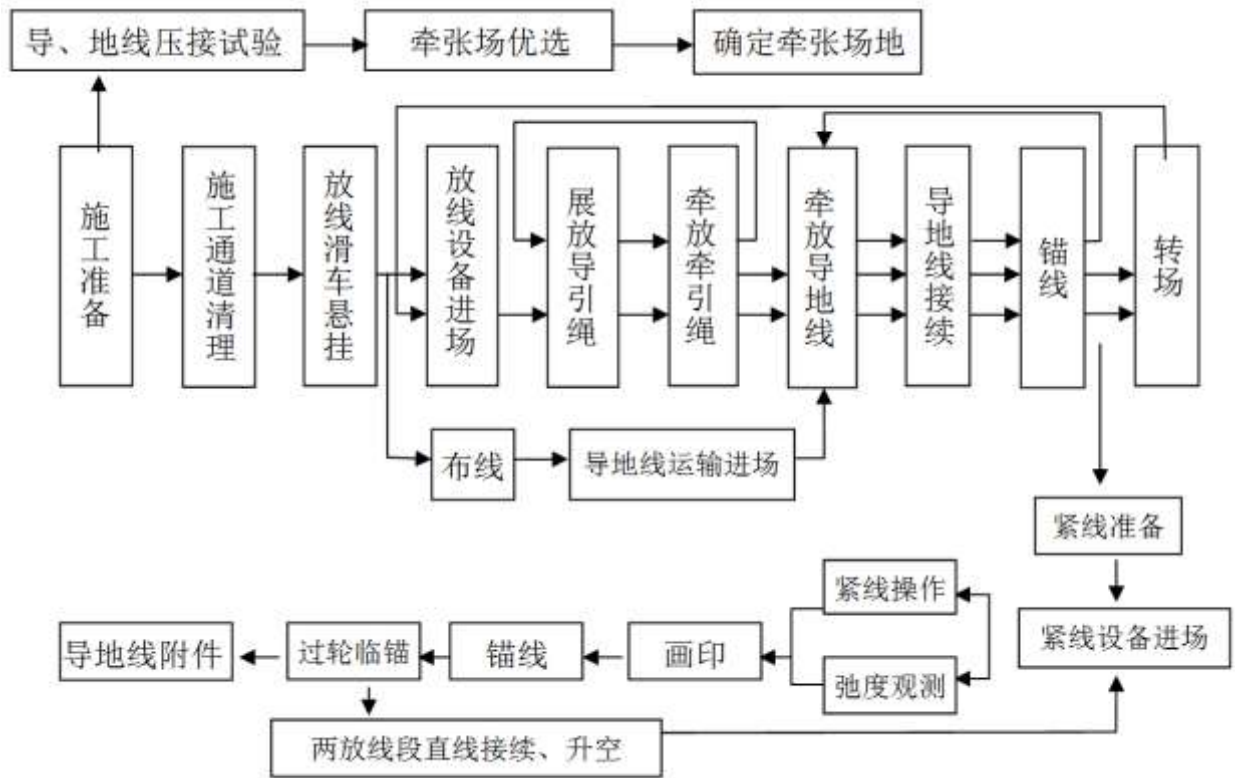 导、地线压接试验
牵张场优选
确定牵张场地
施工准备
施工通道清理
放线滑车悬挂
放线设备进场
展放导引绳
牵放牵引绳
牵放导地线
导地线接续
锚线
转场
布线
导地线运输进场
紧线准备
紧线操作
紧线设备进场
导地线附件
过轮临锚
锚线
画印
弛度观测
两放线段直线接续、升空